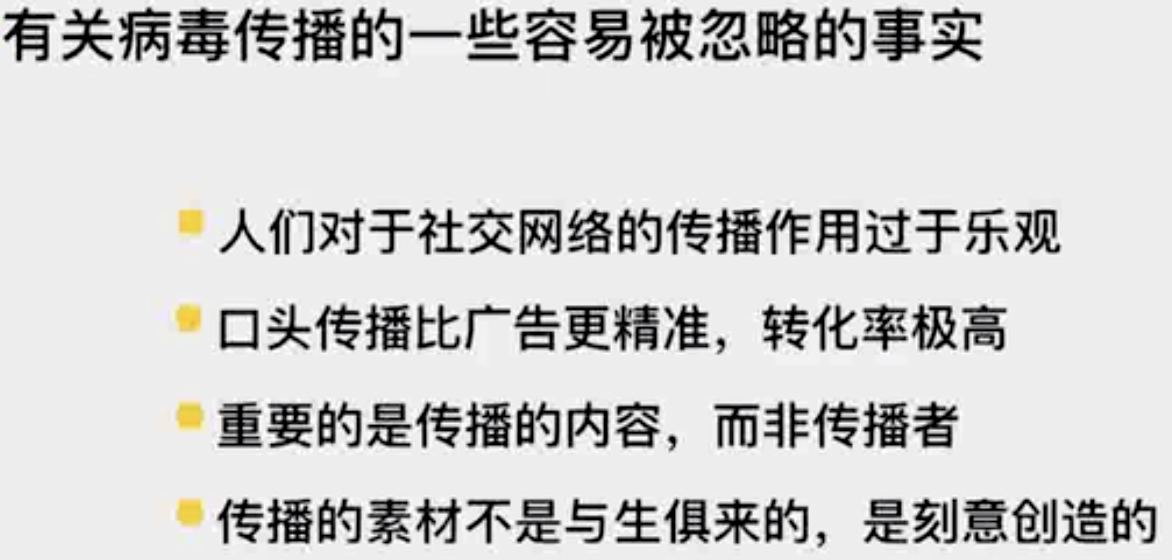 有关病毒传播的一些容易被忽略的事实
人们对于社交网络的传播作用过于乐观
口头传播比广告更精准，转化率极高
重要的是传播的内容，而非传播者
传播的素材不是与生俱来的，是刻意创造的